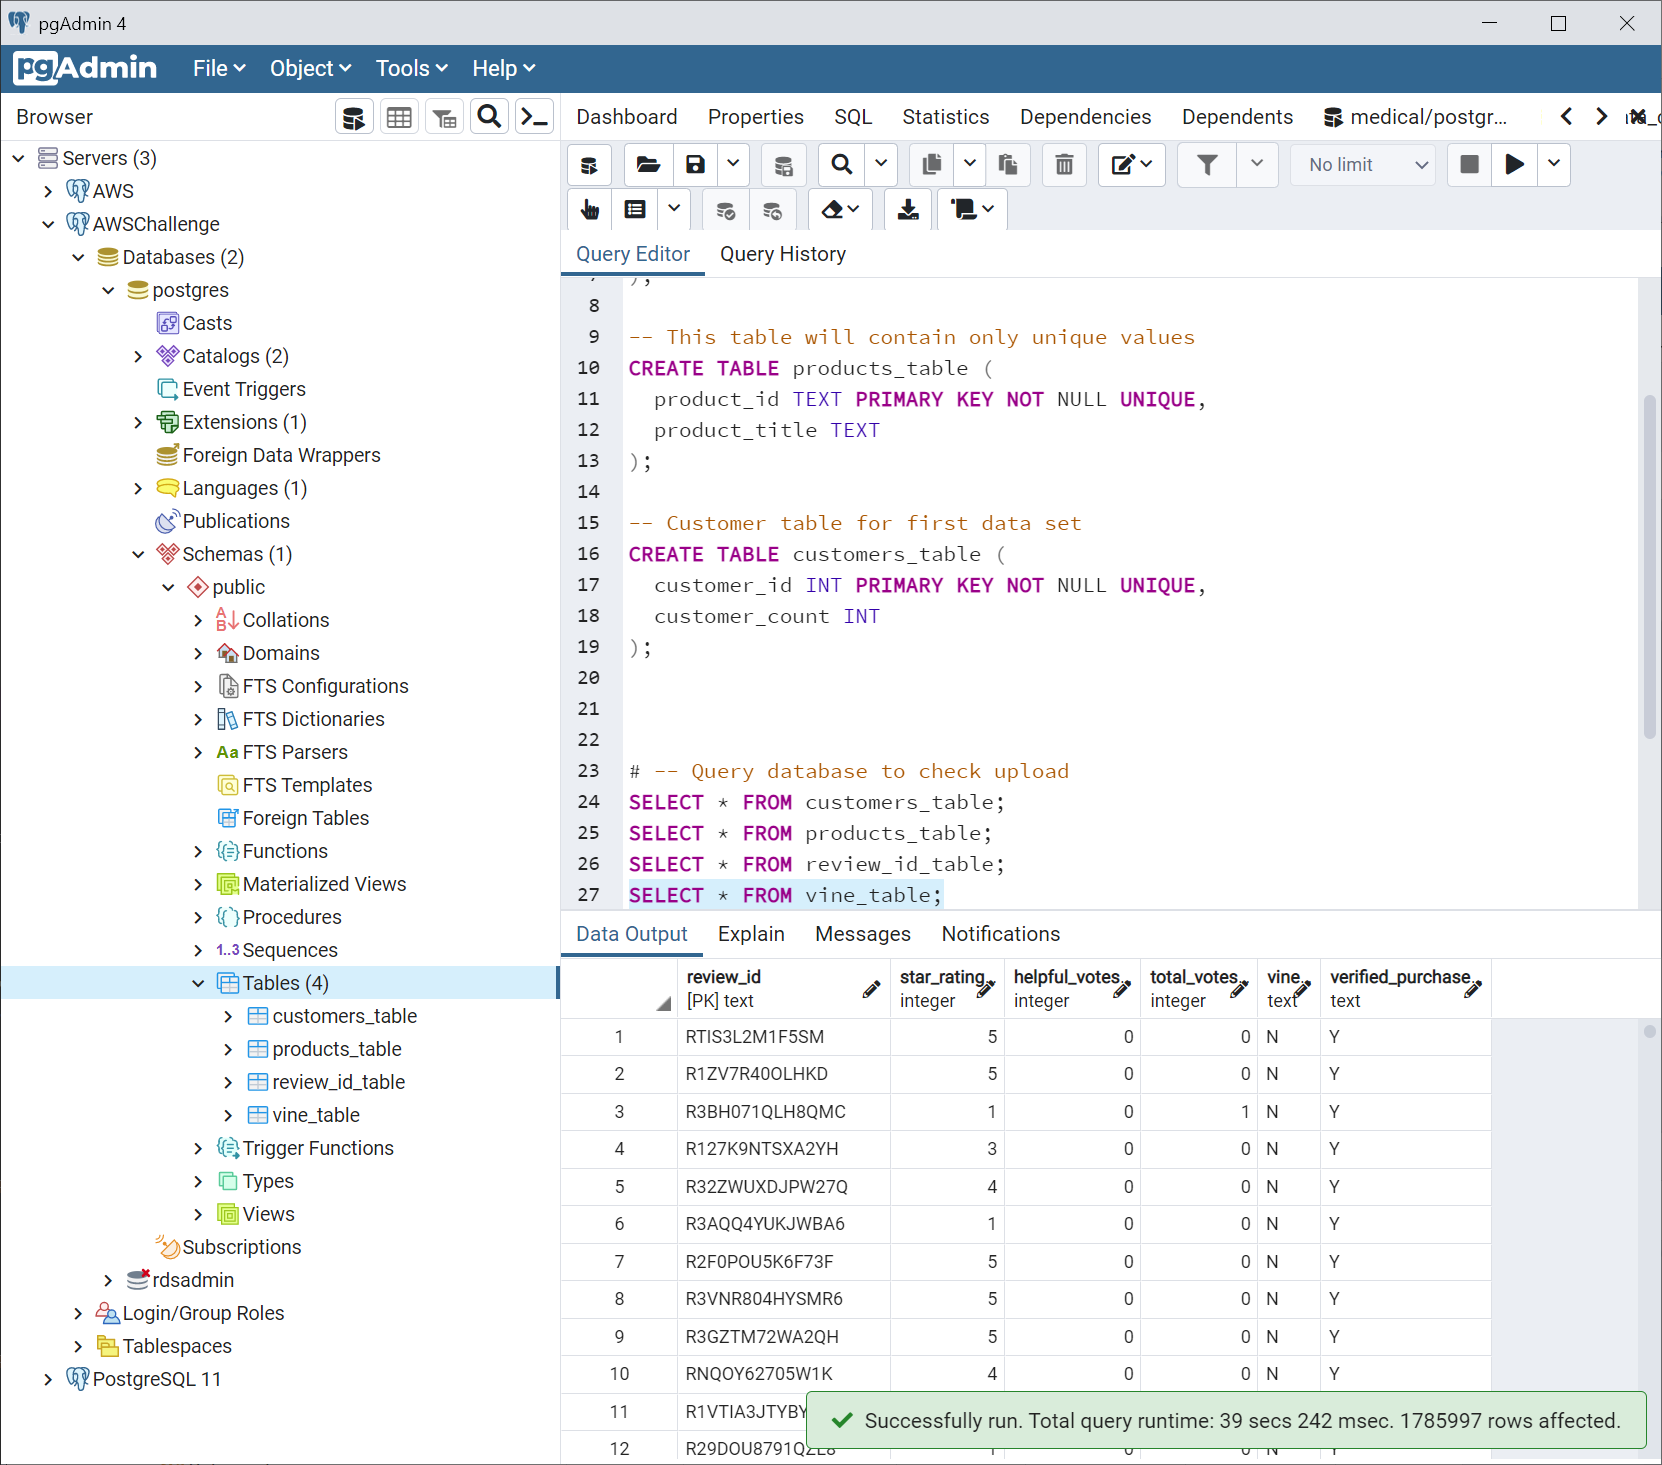 pgAdmin 4
pgAdmin File Object Tools Help
Browser
Dashboard Properties SQL Statistics Dependencies Dependents medical/postgr...
Servers (3)
AWS
AWSChallenge
Databases (2)
postgres
Casts
Catalogs (2)
Event Triggers
Extensions (1)
Foreign Data Wrappers
Languages (1)
Publications
Schemas (1)
public
Collations
Domains
FTS Configurations
FTS Dictionaries
Aa FTS Parsers
FTS Templates
Foreign Tables
Functions
Materialized Views
Procedures
1..3 Sequences
Tables (4)
customers_table
products_table
review_id_table
vine_table
Trigger Functions
Types
Views
Subscriptions
rdsadmin
Login/Group Roles
Tablespaces
PostgreSQL 11
No limit
Query Editor Query History
);
8
9 -- This table will contain only unique values
10 CREATE TABLE products_table (
11 product_id TEXT PRIMARY KEY NOT NULL UNIQUE,
12 product_title TEXT
13 );
14
15 -- Customer table for first data set
16 CREATE TABLE customers_table (
17 customer_id INT PRIMARY KEY NOT NULL UNIQUE,
18 customer_count INT
19 );
20
21
22
23 # -- Query database to check upload
24 SELECT * FROM customers_table;
25 SELECT * FROM products_table;
26 SELECT * FROM review_id_table;
27 SELECT * FROM vine_table;
Data Output Explain Messages Notifications
review_id star_rating helpful_votes total_votes vine verified_purchase
[PK] text integer integer integer text text
1 RTIS3L2M1F5SM 5 0 0 N Y
2 R1ZV7R40OLHKD 5 0 0 N Y
3 R3BH071QLH8QMC 1 0 1 N Y
4 R127K9NTSXA2YH 3 0 0 N Y
5 R32ZWUXDJPW27Q 4 0 0 N Y
6 R3AQQ4YUKJWBA6 1 0 0 N Y
7 R2F0POU5K6F73F 5 0 0 N Y
8 R3VNR804HYSMR6 5 0 0 N Y
9 R3GZTM72WA2QH 5 0 0 N Y
10 RNQOY62705W1K 4 0 0 N Y
11 R1VTIA3JTYBY
12
Successfully run. Total query runtime: 39 secs 242 msec. 1785997 rows affected.